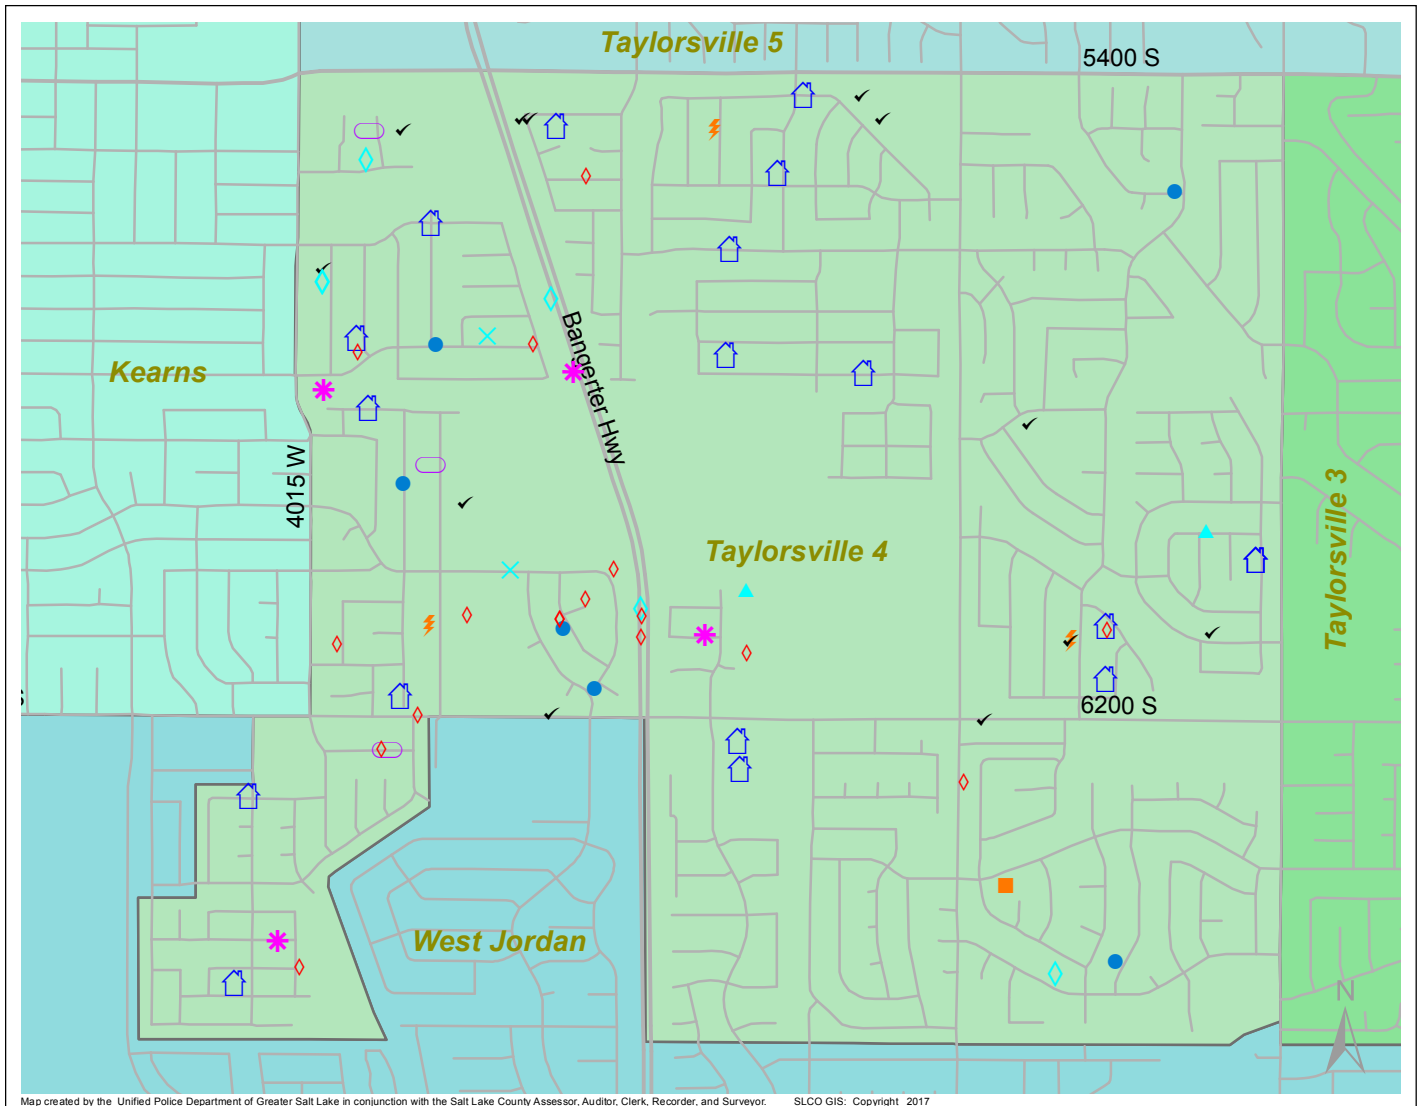 Taylorsville 5
5400 S
Bangerter Hwy
Kearns
4015 W
Taylorsville 4
Taylorsville 3
6200 S
West Jordan
N
Map created by the Unified Police Department of Greater Salt Lake in conjunction with the Salt Lake County Assessor, Auditor, Clerk, Recorder, and Surveyor. SLCO GIS: Copyright 2017